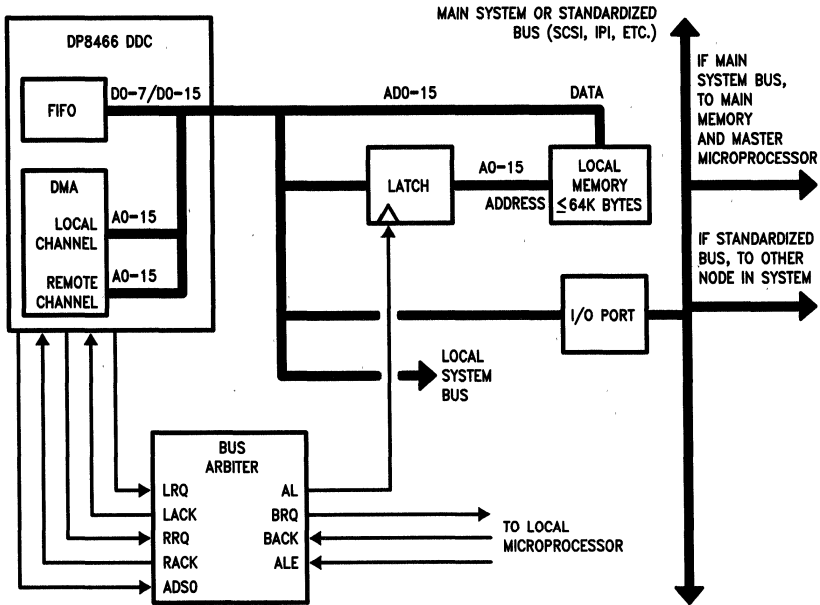 MAIN SYSTEM OR STANDARDIZED
BUS (SCSI, IPI, ETC.)
DP8466 DDC
FIFO
D0-7/D0-15
AD0-15
DATA
IF MAIN
SYSTEM BUS,
TO MAIN
MEMORY
AND MASTER
MICROPROCESSOR
DMA
LOCAL
CHANNEL
A0-15
REMOTE
CHANNEL
A0-15
LATCH
A0-15
ADDRESS
LOCAL
MEMORY
≤64K BYTES
IF STANDARDIZED
BUS, TO OTHER
NODE IN SYSTEM
I/O PORT
LOCAL
SYSTEM
BUS
BUS
ARBITER
LRQ
LACK
RRQ
RACK
ADS0
AL
BRQ
BACK
ALE
TO LOCAL
MICROPROCESSOR